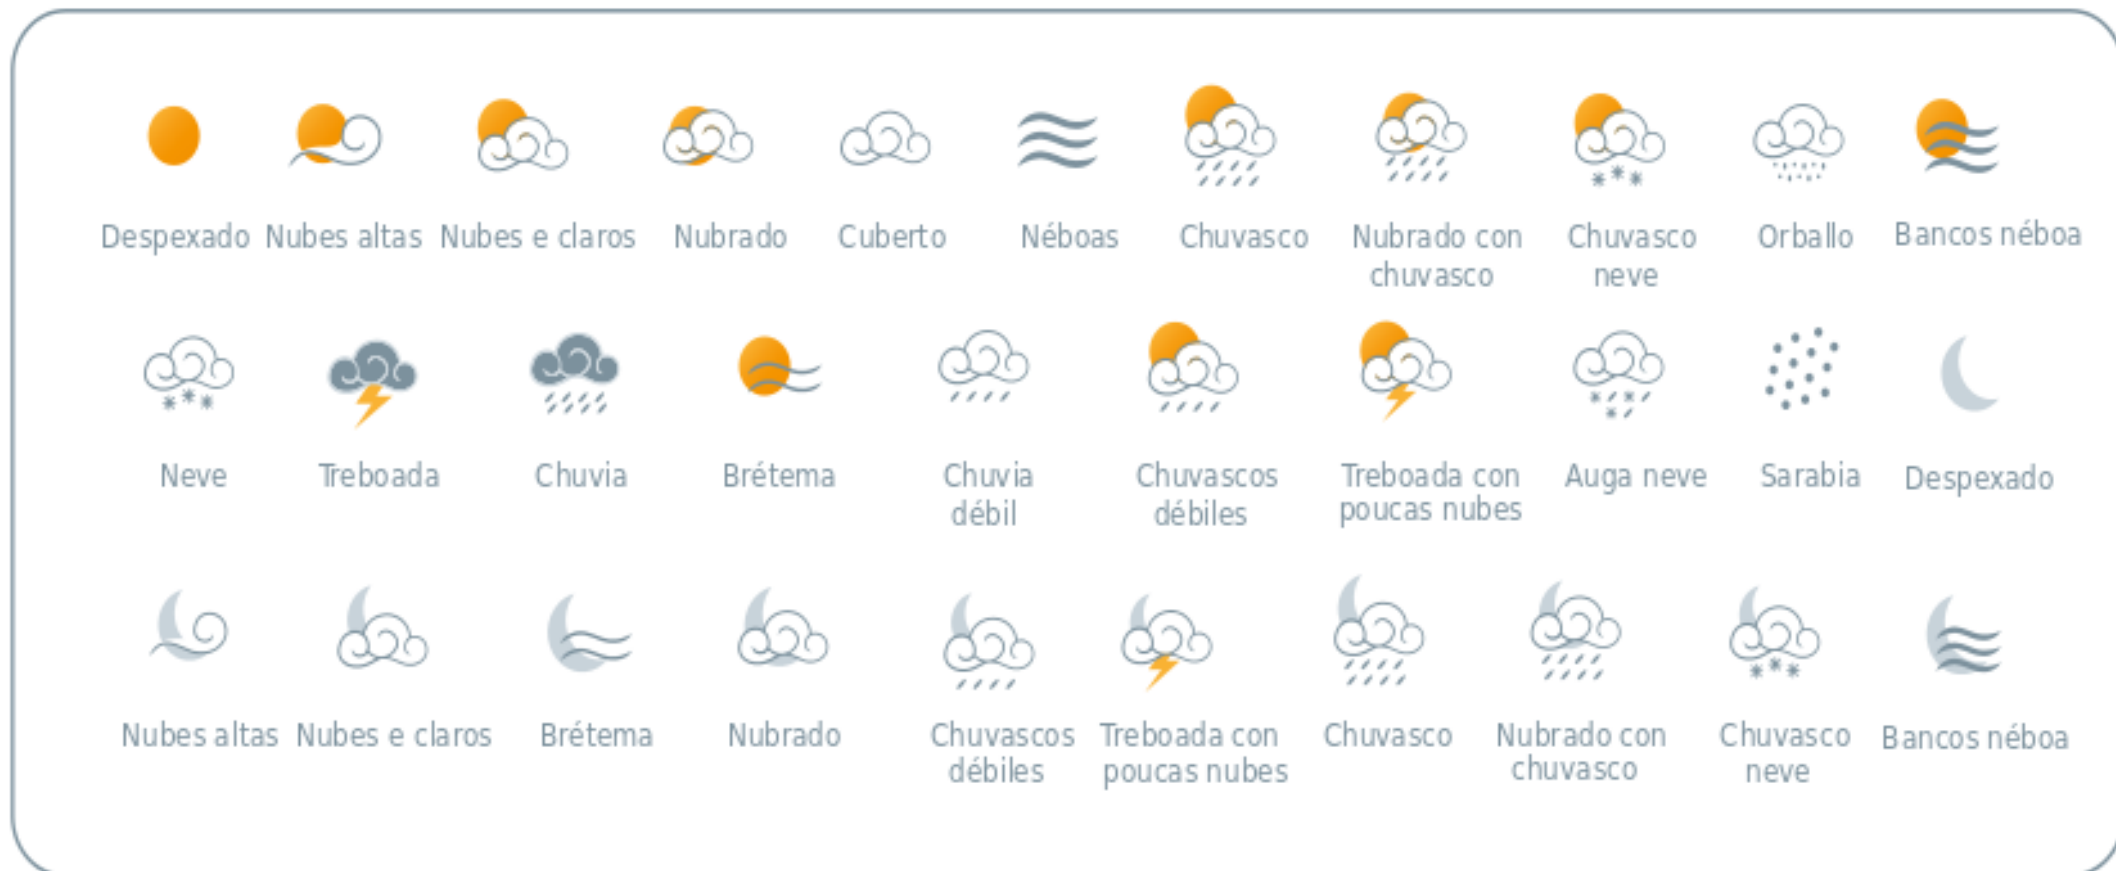 Despexado Nubes altas Nubes e claros Nubrado Cuberto Néboas Chuvasco Nubrado con chuvasco Chuvasco neve Orballo Bancos néboa
Neve Treboada Chuvia Brétema Chuvia débil Chuvascos débiles Treboada con poucas nubes Auga neve Sarabia Despexado
Nubes altas Nubes e claros Brétema Nubrado Chuvascos débiles Treboada con poucas nubes Chuvasco Nubrado con chuvasco Chuvasco neve Bancos néboa